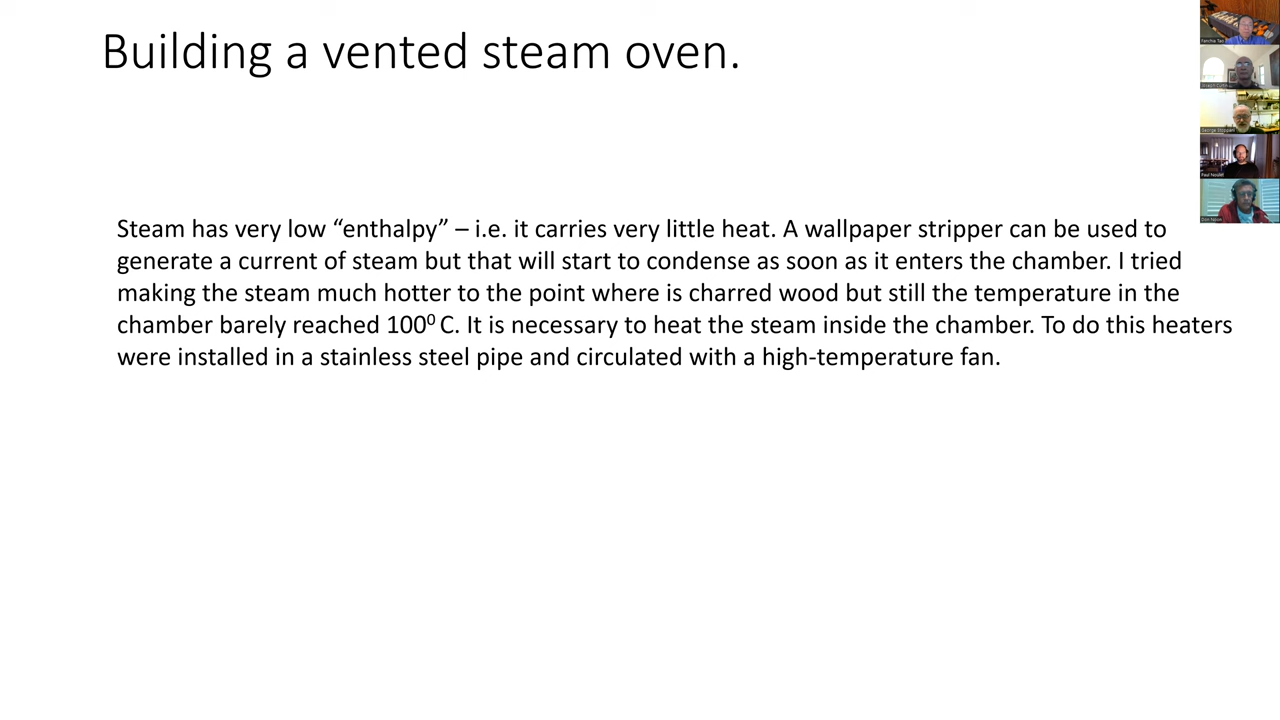 Building a vented steam oven.
Steam has very low “enthalpy” – i.e. it carries very little heat. A wallpaper stripper can be used to
generate a current of steam but that will start to condense as soon as it enters the chamber. I tried
making the steam much hotter to the point where is charred wood but still the temperature in the
chamber barely reached 100⁰ C. It is necessary to heat the steam inside the chamber. To do this heaters
were installed in a stainless steel pipe and circulated with a high-temperature fan.